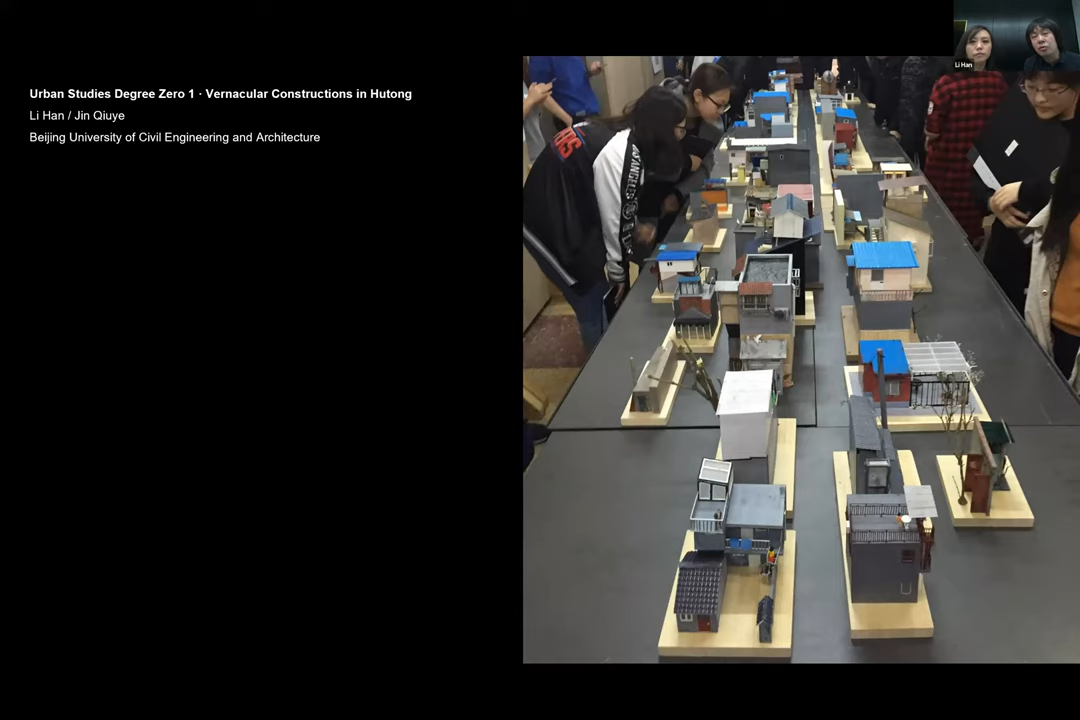 Urban Studies Degree Zero 1 · Vernacular Constructions in Hutong
Li Han / Jin Qiuye
Beijing University of Civil Engineering and Architecture
Li Han